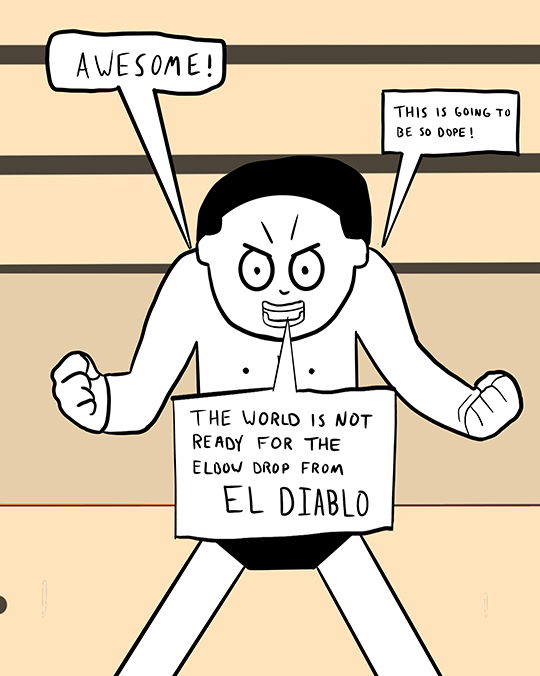 AWESOME!
THIS IS GOING TO
BE SO DOPE!
THE WORLD IS NOT
READY FOR THE
ELBOW DROP FROM
EL DIABLO